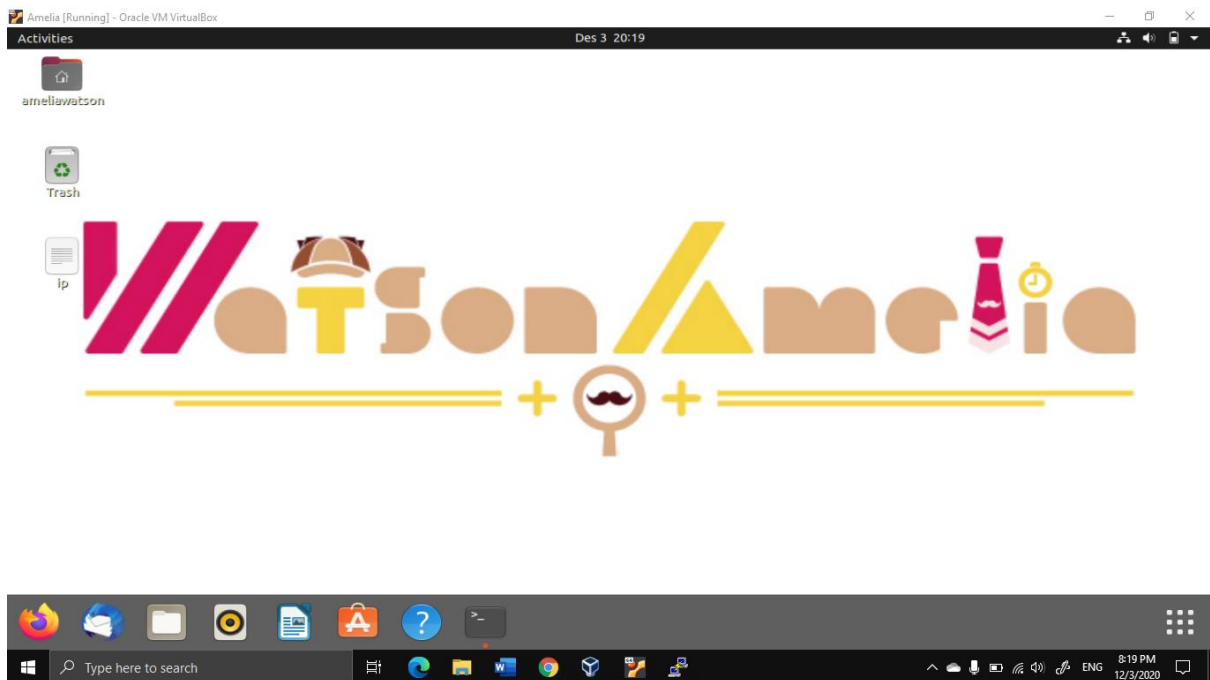 Amelia [Running] - Oracle VM VirtualBox
Activities
Des 3 20:19
ameliawatson
Trash
ip
Watson Amelia
Type here to search
ENG
8:19 PM
12/3/2020